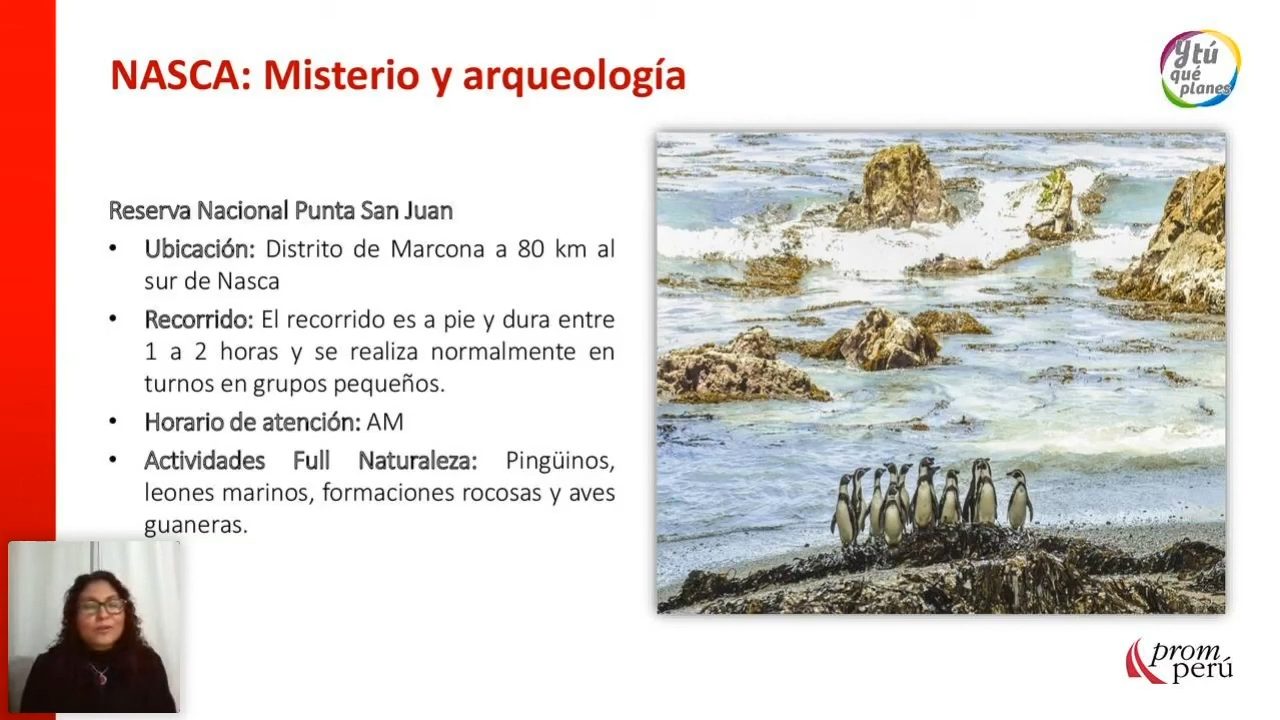 NASCA: Misterio y arqueología
Ytú
qué
planes
Reserva Nacional Punta San Juan
• Ubicación: Distrito de Marcona a 80 km al
sur de Nasca
• Recorrido: El recorrido es a pie y dura entre
1 a 2 horas y se realiza normalmente en
turnos en grupos pequeños.
• Horario de atención: AM
• Actividades Full Naturaleza: Pingüinos,
leones marinos, formaciones rocosas y aves
guaneras.
prom
perú